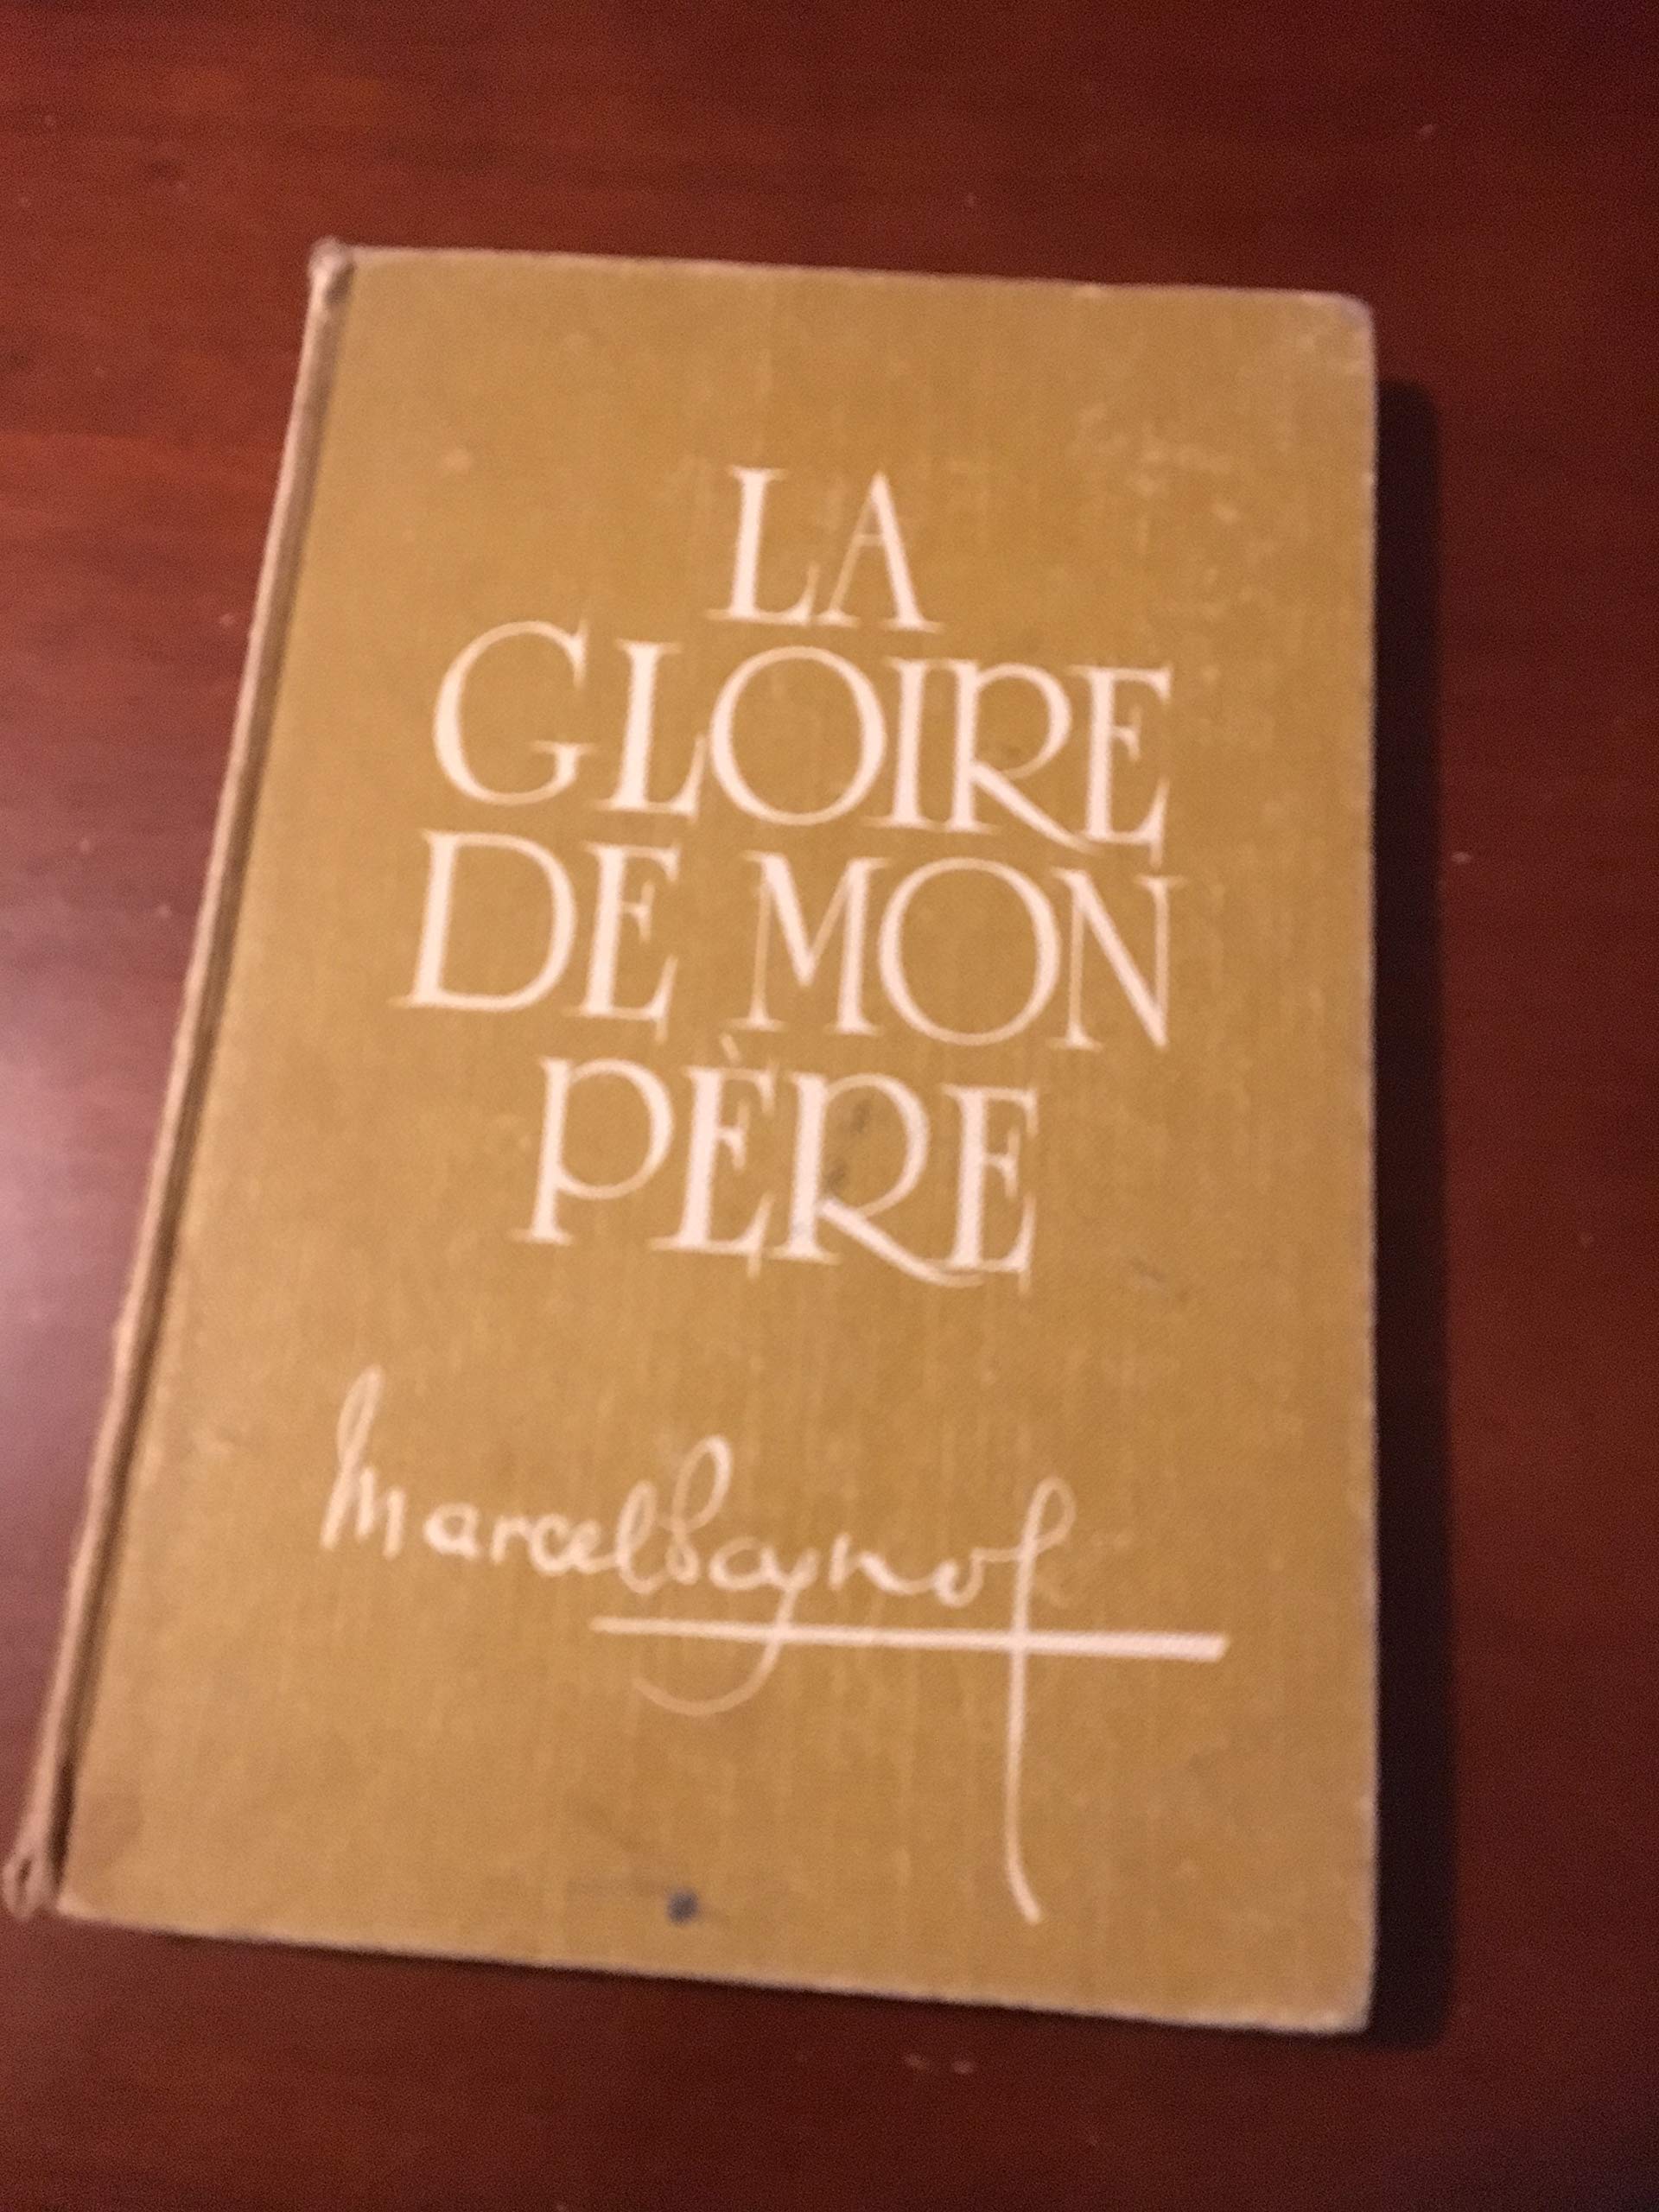 LA
GLOIRE
DE MON
PÈRE
Marcel Pagnol